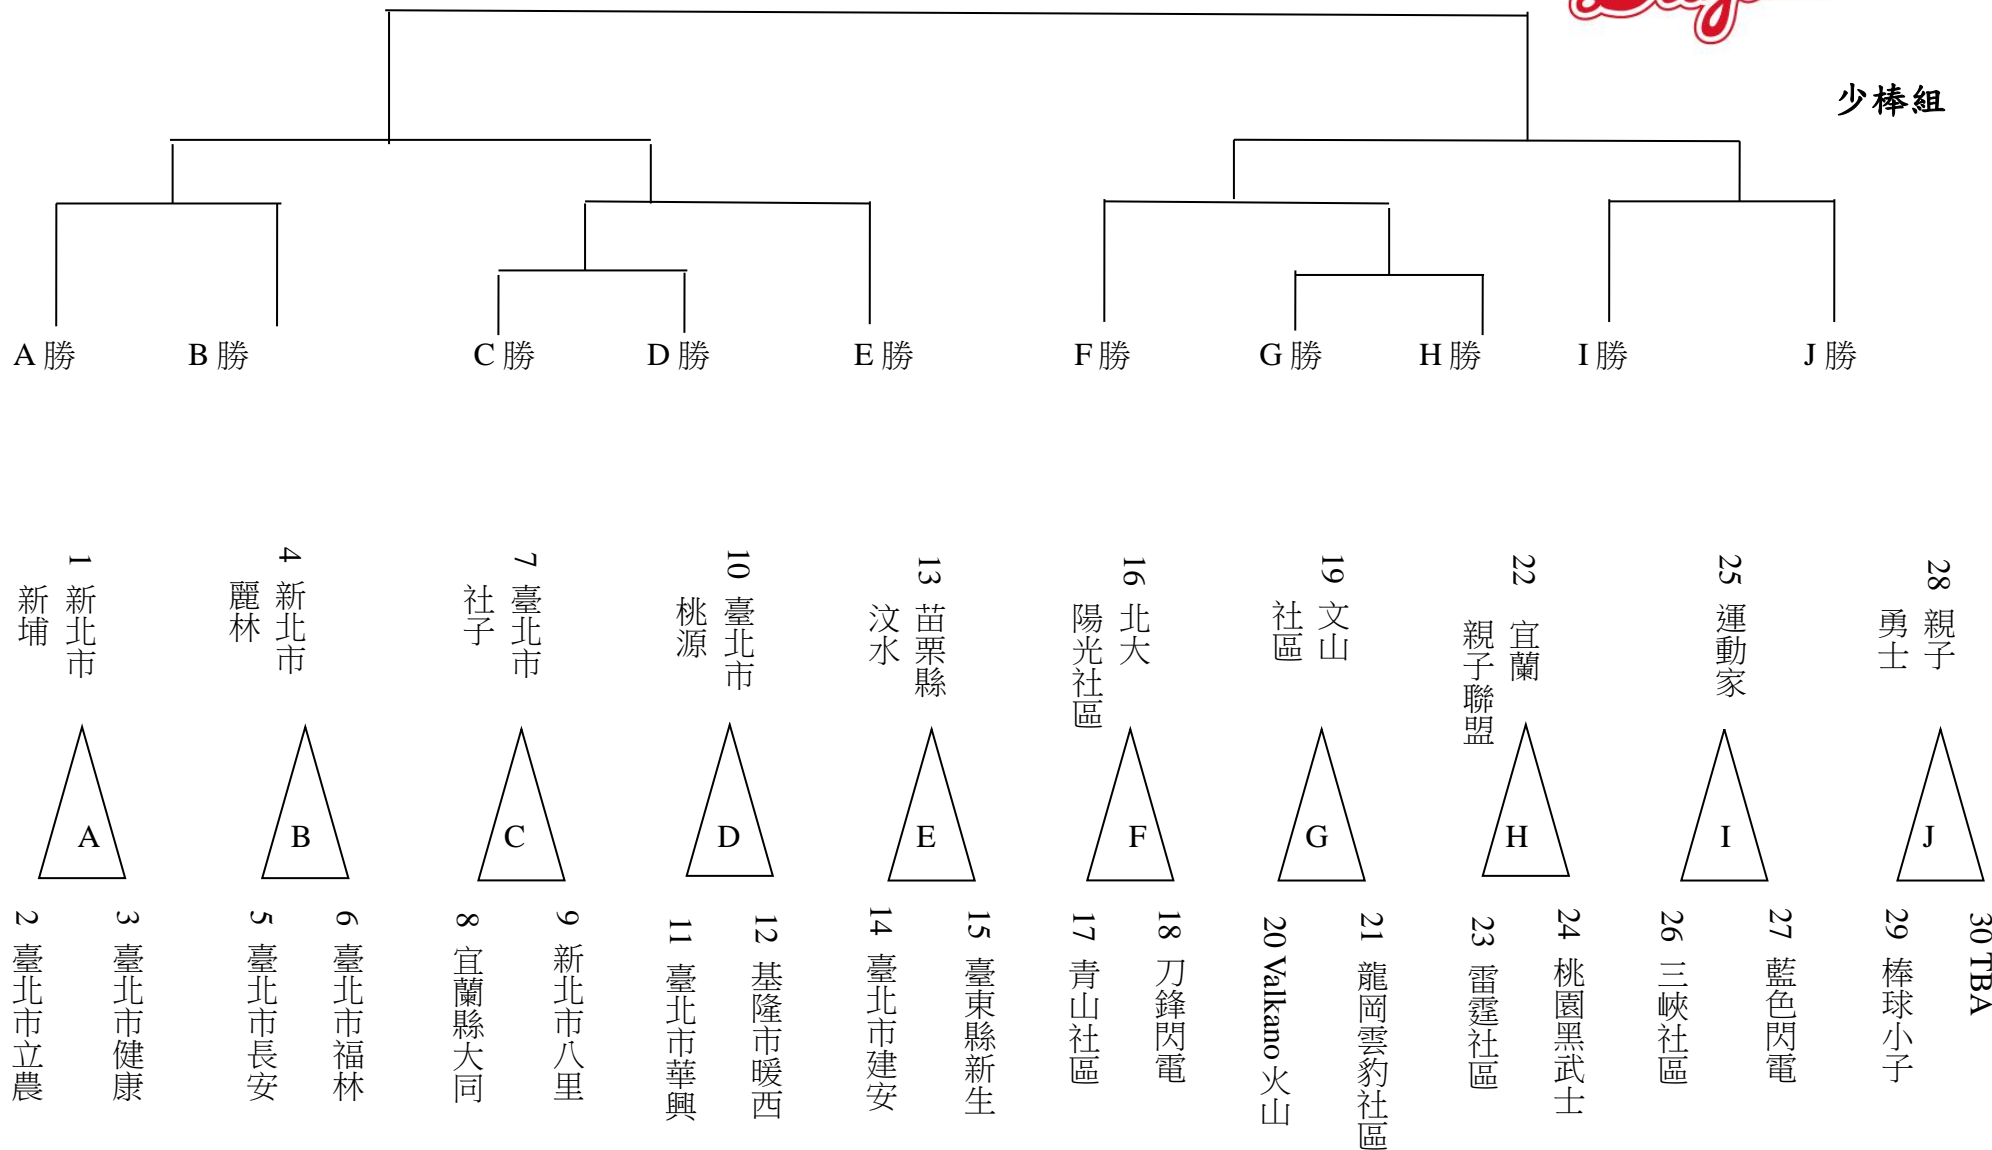 少棒組
A 勝
B 勝
C 勝
D 勝
E 勝
F 勝
G 勝
H 勝
I 勝
J 勝
1 新北市
新埔
4 新北市
麗林
7 臺北市
社子
10 臺北市
桃源
13 苗栗縣
汶水
16 北大
陽光社區
19 文山
社區
22 宜蘭
親子聯盟
25 運動家
28 親子
勇士
A
B
C
D
E
F
G
H
I
J
2 臺北市立農
3 臺北市健康
5 臺北市長安
6 臺北市福林
8 宜蘭縣大同
9 新北市八里
11 臺北市華興
12 基隆市暖西
14 臺北市建安
15 臺東縣新生
17 青山社區
18 刀鋒閃電
20 Valkano 火山
21 龍岡雲豹社區
23 雷霆社區
24 桃園黑武士
26 三峽社區
27 藍色閃電
29 棒球小子
30 TBA